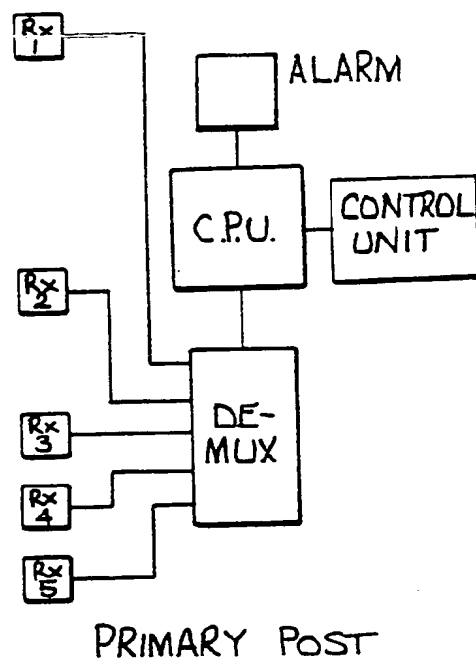 Rx
1
ALARM
C.P.U.
CONTROL
UNIT
Rx
2
DE-
MUX
Rx
3
Rx
4
Rx
5
PRIMARY POST